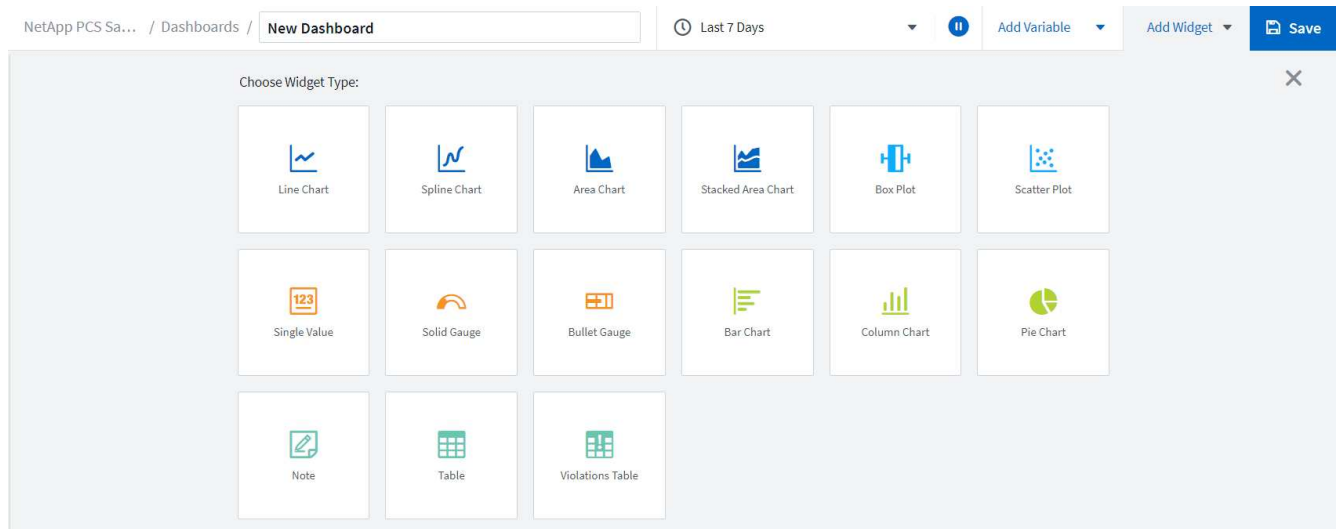 NetApp PCS Sa... / Dashboards / New Dashboard Last 7 Days Add Variable Add Widget Save
Choose Widget Type:
Line Chart Spline Chart Area Chart Stacked Area Chart Box Plot Scatter Plot
123
Single Value Solid Gauge Bullet Gauge Bar Chart Column Chart Pie Chart
Note Table Violations Table